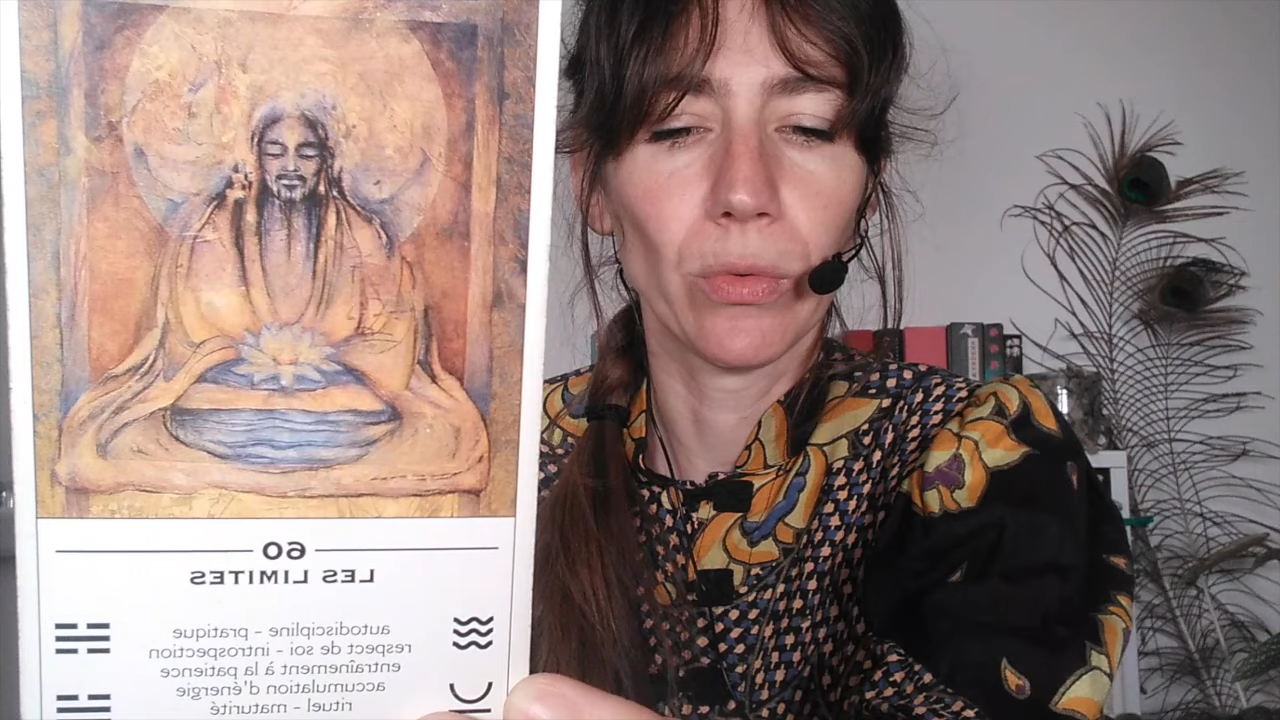 60
LES LIMITES
autodiscipline - pratique
respect de soi - introspection
entraînement à la patience
accumulation d'énergie
rituel - maturité